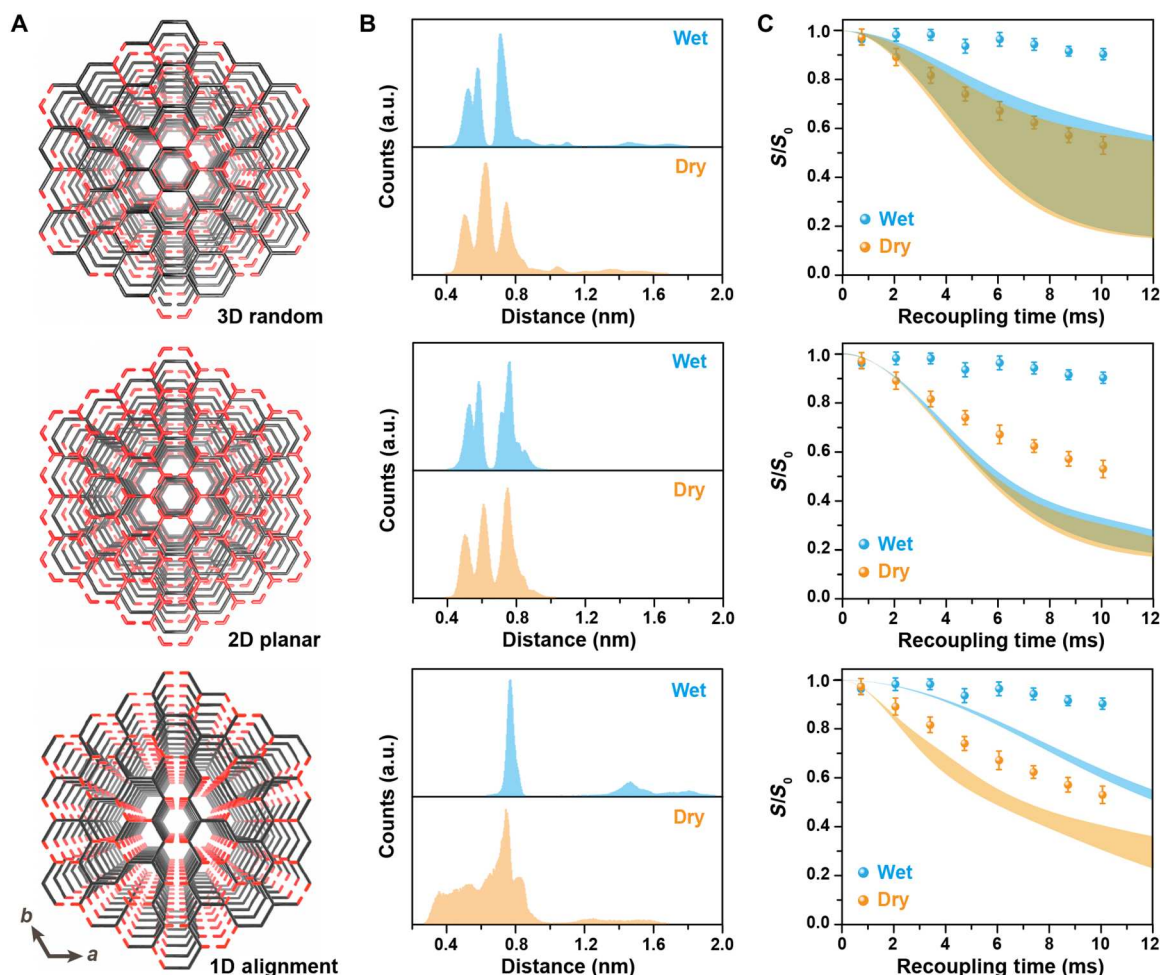 A
3D random
2D planar
b
a
1D alignment
B
Counts (a.u.)
Wet
Dry
0.4 0.8 1.2 1.6 2.0
Distance (nm)
Counts (a.u.)
Wet
Dry
0.4 0.8 1.2 1.6 2.0
Distance (nm)
Counts (a.u.)
Wet
Dry
0.4 0.8 1.2 1.6 2.0
Distance (nm)
C
S/S0
1.0
0.8
0.6
0.4
0.2
0.0
Wet
Dry
0 2 4 6 8 10 12
Recoupling time (ms)
S/S0
1.0
0.8
0.6
0.4
0.2
0.0
Wet
Dry
0 2 4 6 8 10 12
Recoupling time (ms)
S/S0
1.0
0.8
0.6
0.4
0.2
0.0
Wet
Dry
0 2 4 6 8 10 12
Recoupling time (ms)